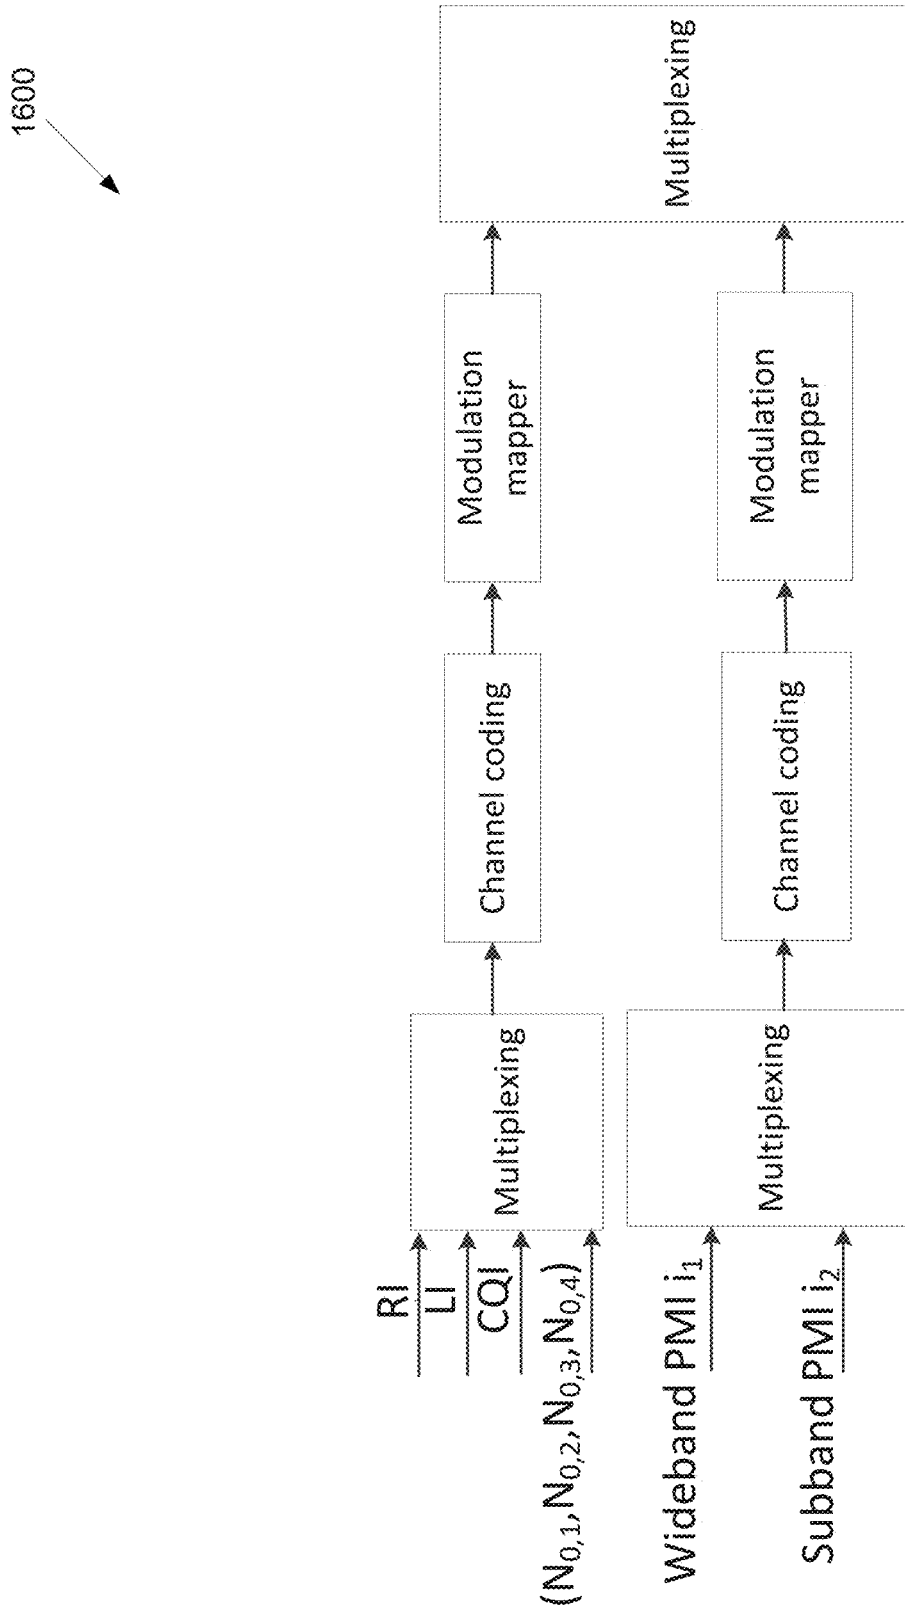 1600
RI
LI
CQI
(N0,1, N0,2, N0,3, N0,4)
Multiplexing
Channel coding
Modulation
mapper
Wideband PMI i1
Subband PMI i2
Multiplexing
Channel coding
Modulation
mapper
Multiplexing